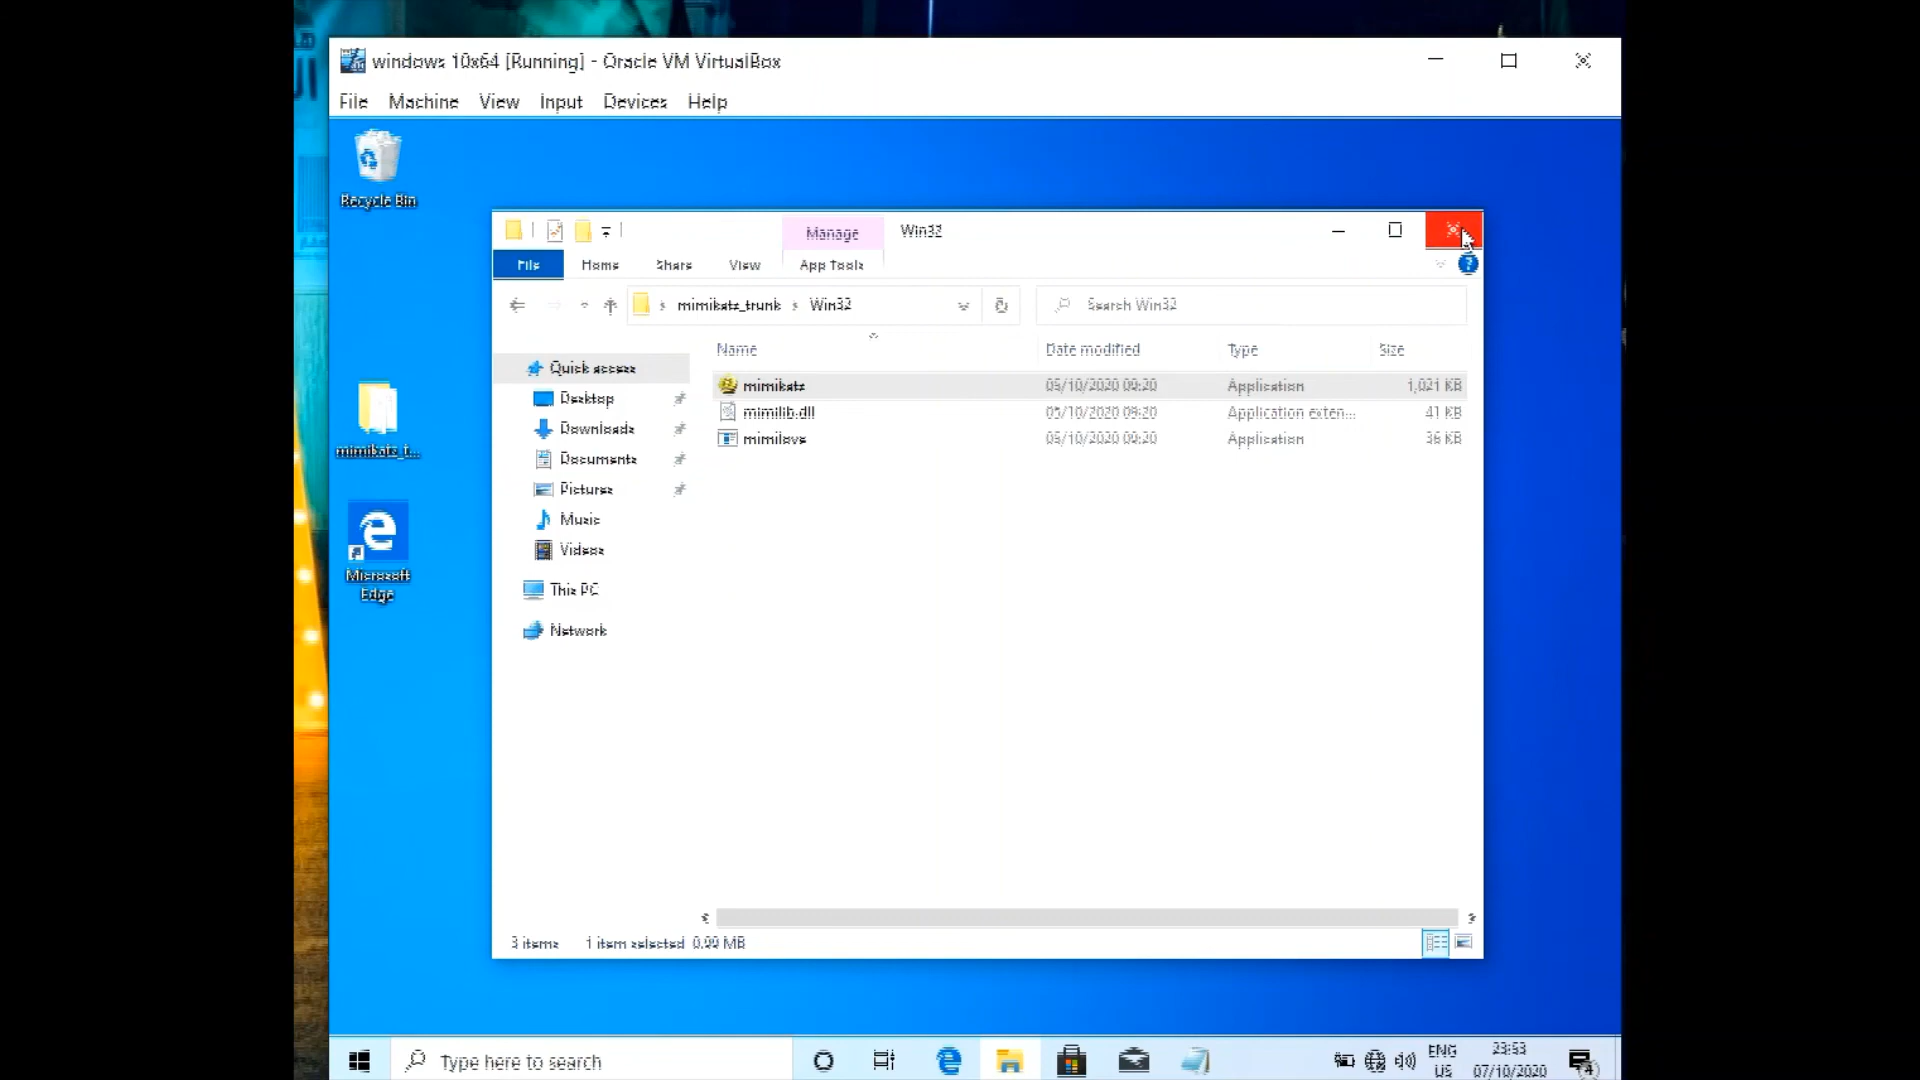 windows 10x64 [Running] - Oracle VM VirtualBox
File Machine View Input Devices Help
Recycle Bin
mimikatz_t...
Microsoft
Edge
Manage Win32
File Home Share View App Tools
mimikatz_trunk Win32 Search Win32
Name Date modified Type Size
mimikatz 05/10/2020 09:20 Application 1,021 KB
mimilib.dll 05/10/2020 09:20 Application exten... 41 KB
mimilove 05/10/2020 09:20 Application 36 KB
Quick access
Desktop
Downloads
Documents
Pictures
Music
Videos
This PC
Network
3 items 1 item selected 0.99 MB
Type here to search
ENG
US
23:53
07/10/2020
4